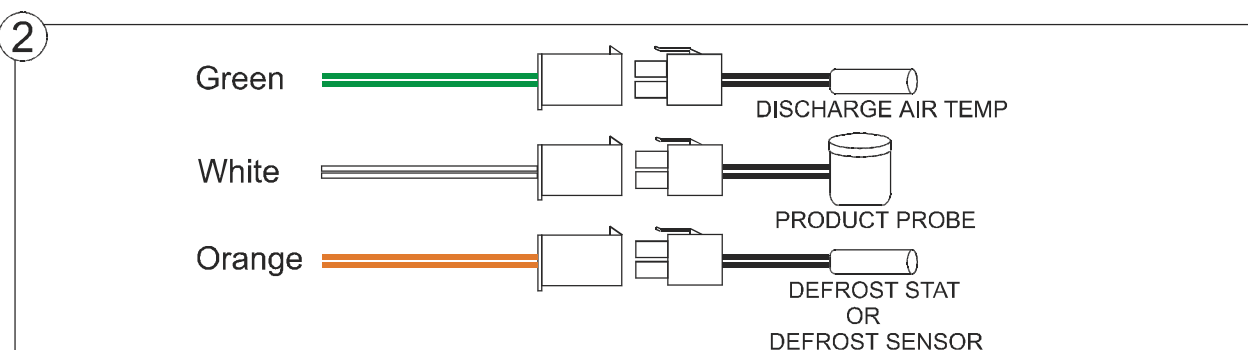 2
Green
DISCHARGE AIR TEMP
White
PRODUCT PROBE
Orange
DEFROST STAT
OR
DEFROST SENSOR